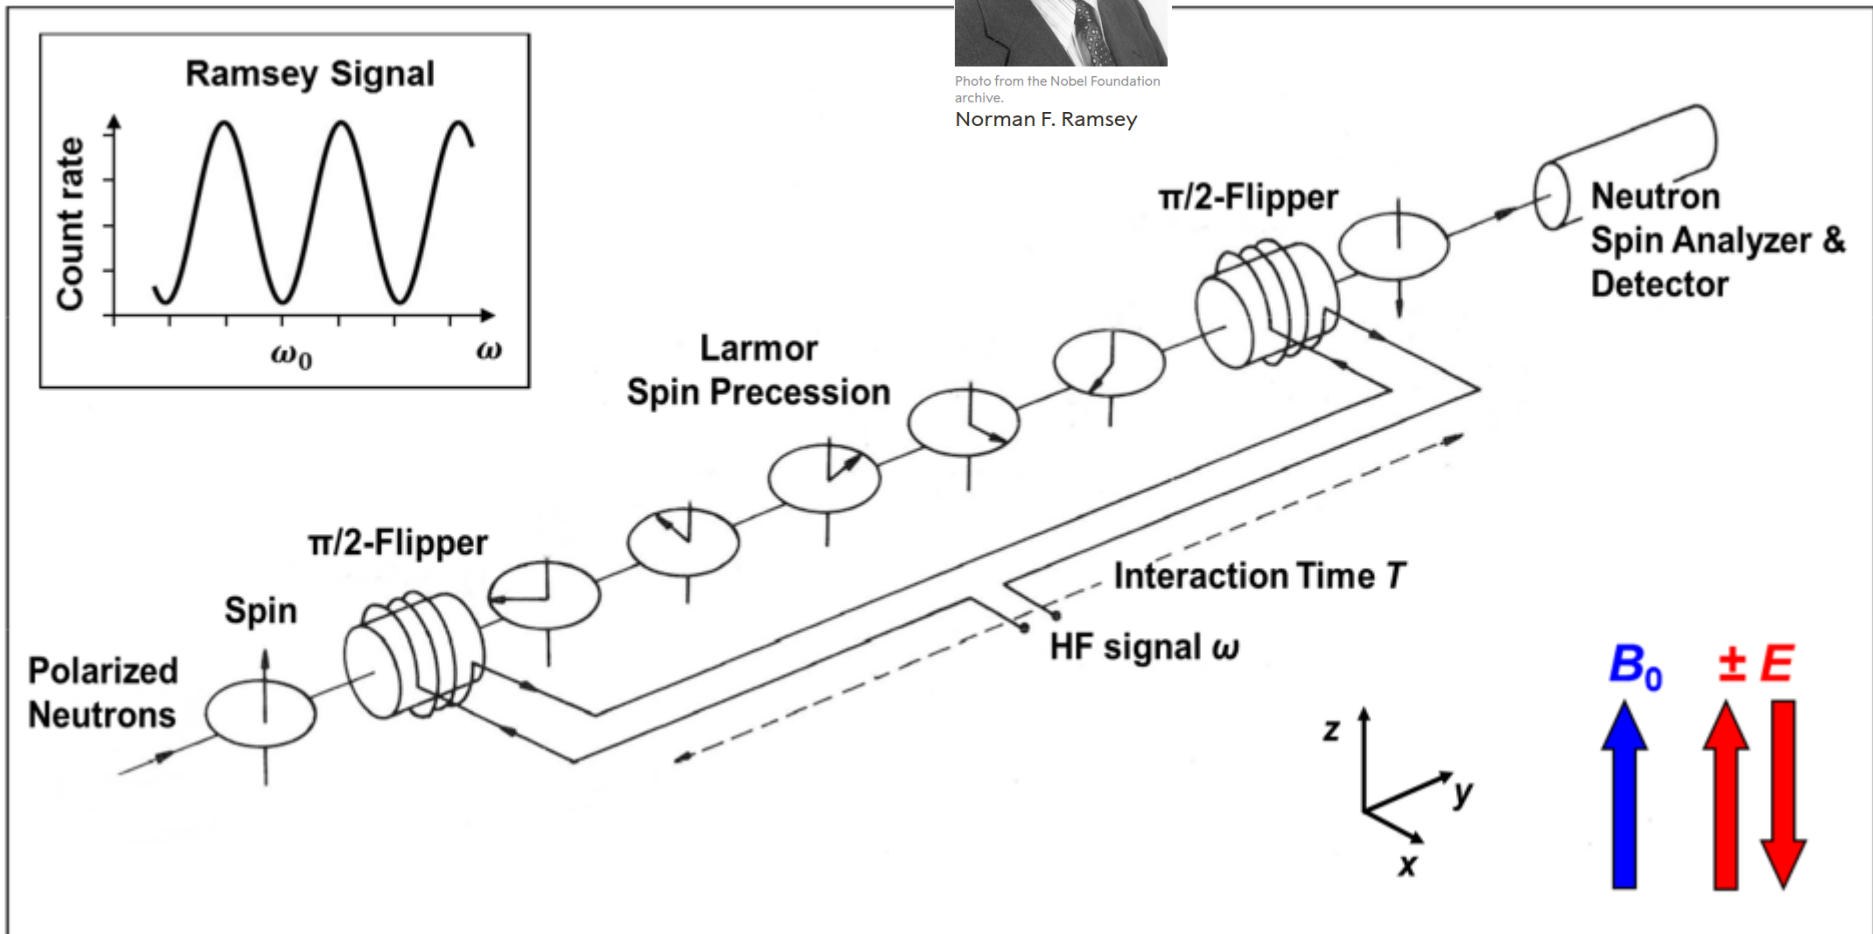 Ramsey Signal
Count rate
ω₀
ω
Photo from the Nobel Foundation
archive.
Norman F. Ramsey
π/2-Flipper
Neutron
Spin Analyzer &
Detector
Larmor
Spin Precession
π/2-Flipper
Spin
Polarized
Neutrons
Interaction Time T
HF signal ω
z
y
x
B₀
± E